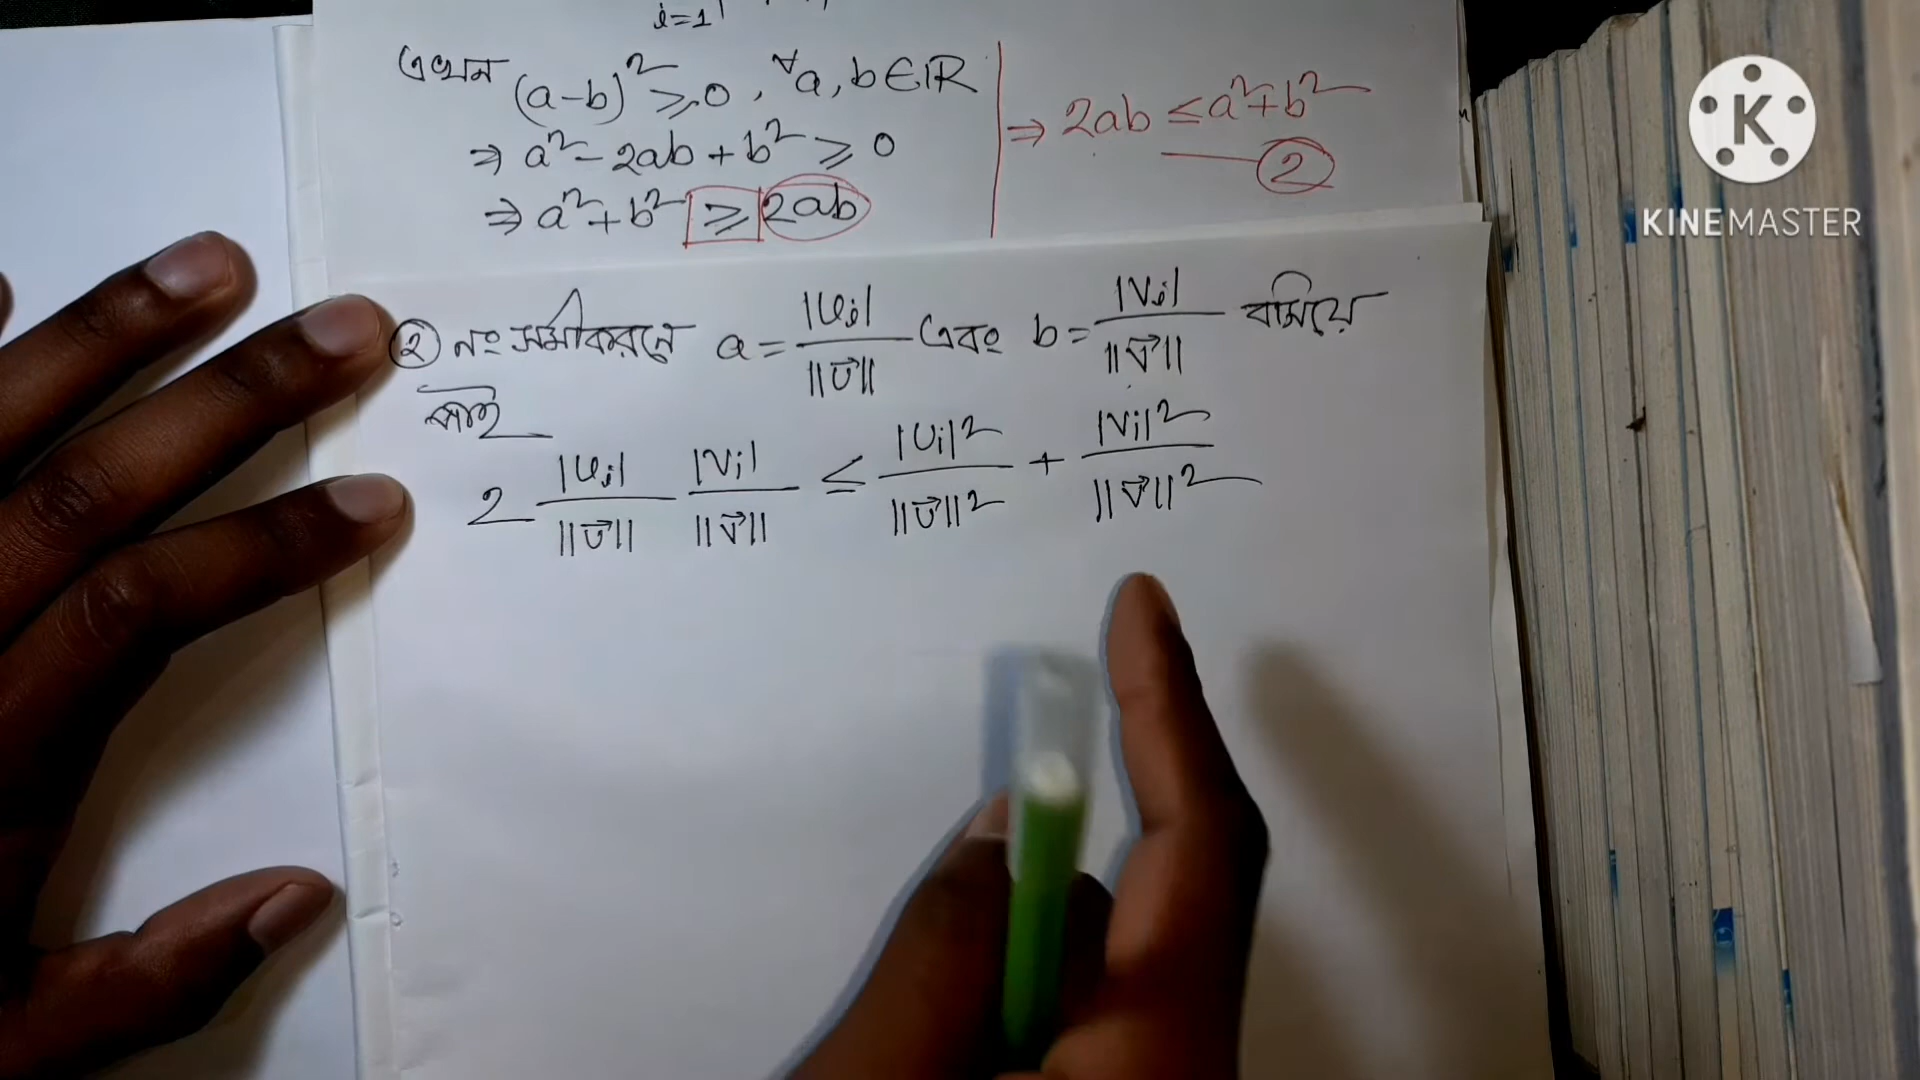 i=1
এখন (a-b)² ≥ 0, ∀a, b∈ℝ
⇒ a² - 2ab + b² ≥ 0
⇒ a² + b² ≥ 2ab
⇒ 2ab ≤ a² + b²
2
② নং সমীকরনে a = |Ui| / ||U⃗|| এবং b = |Vi| / ||V⃗|| বসিয়ে
পাই
2 |Ui| / ||U⃗|| |Vi| / ||V⃗|| ≤ |Ui|² / ||U⃗||² + |Vi|² / ||V⃗||²
K
KINEMASTER